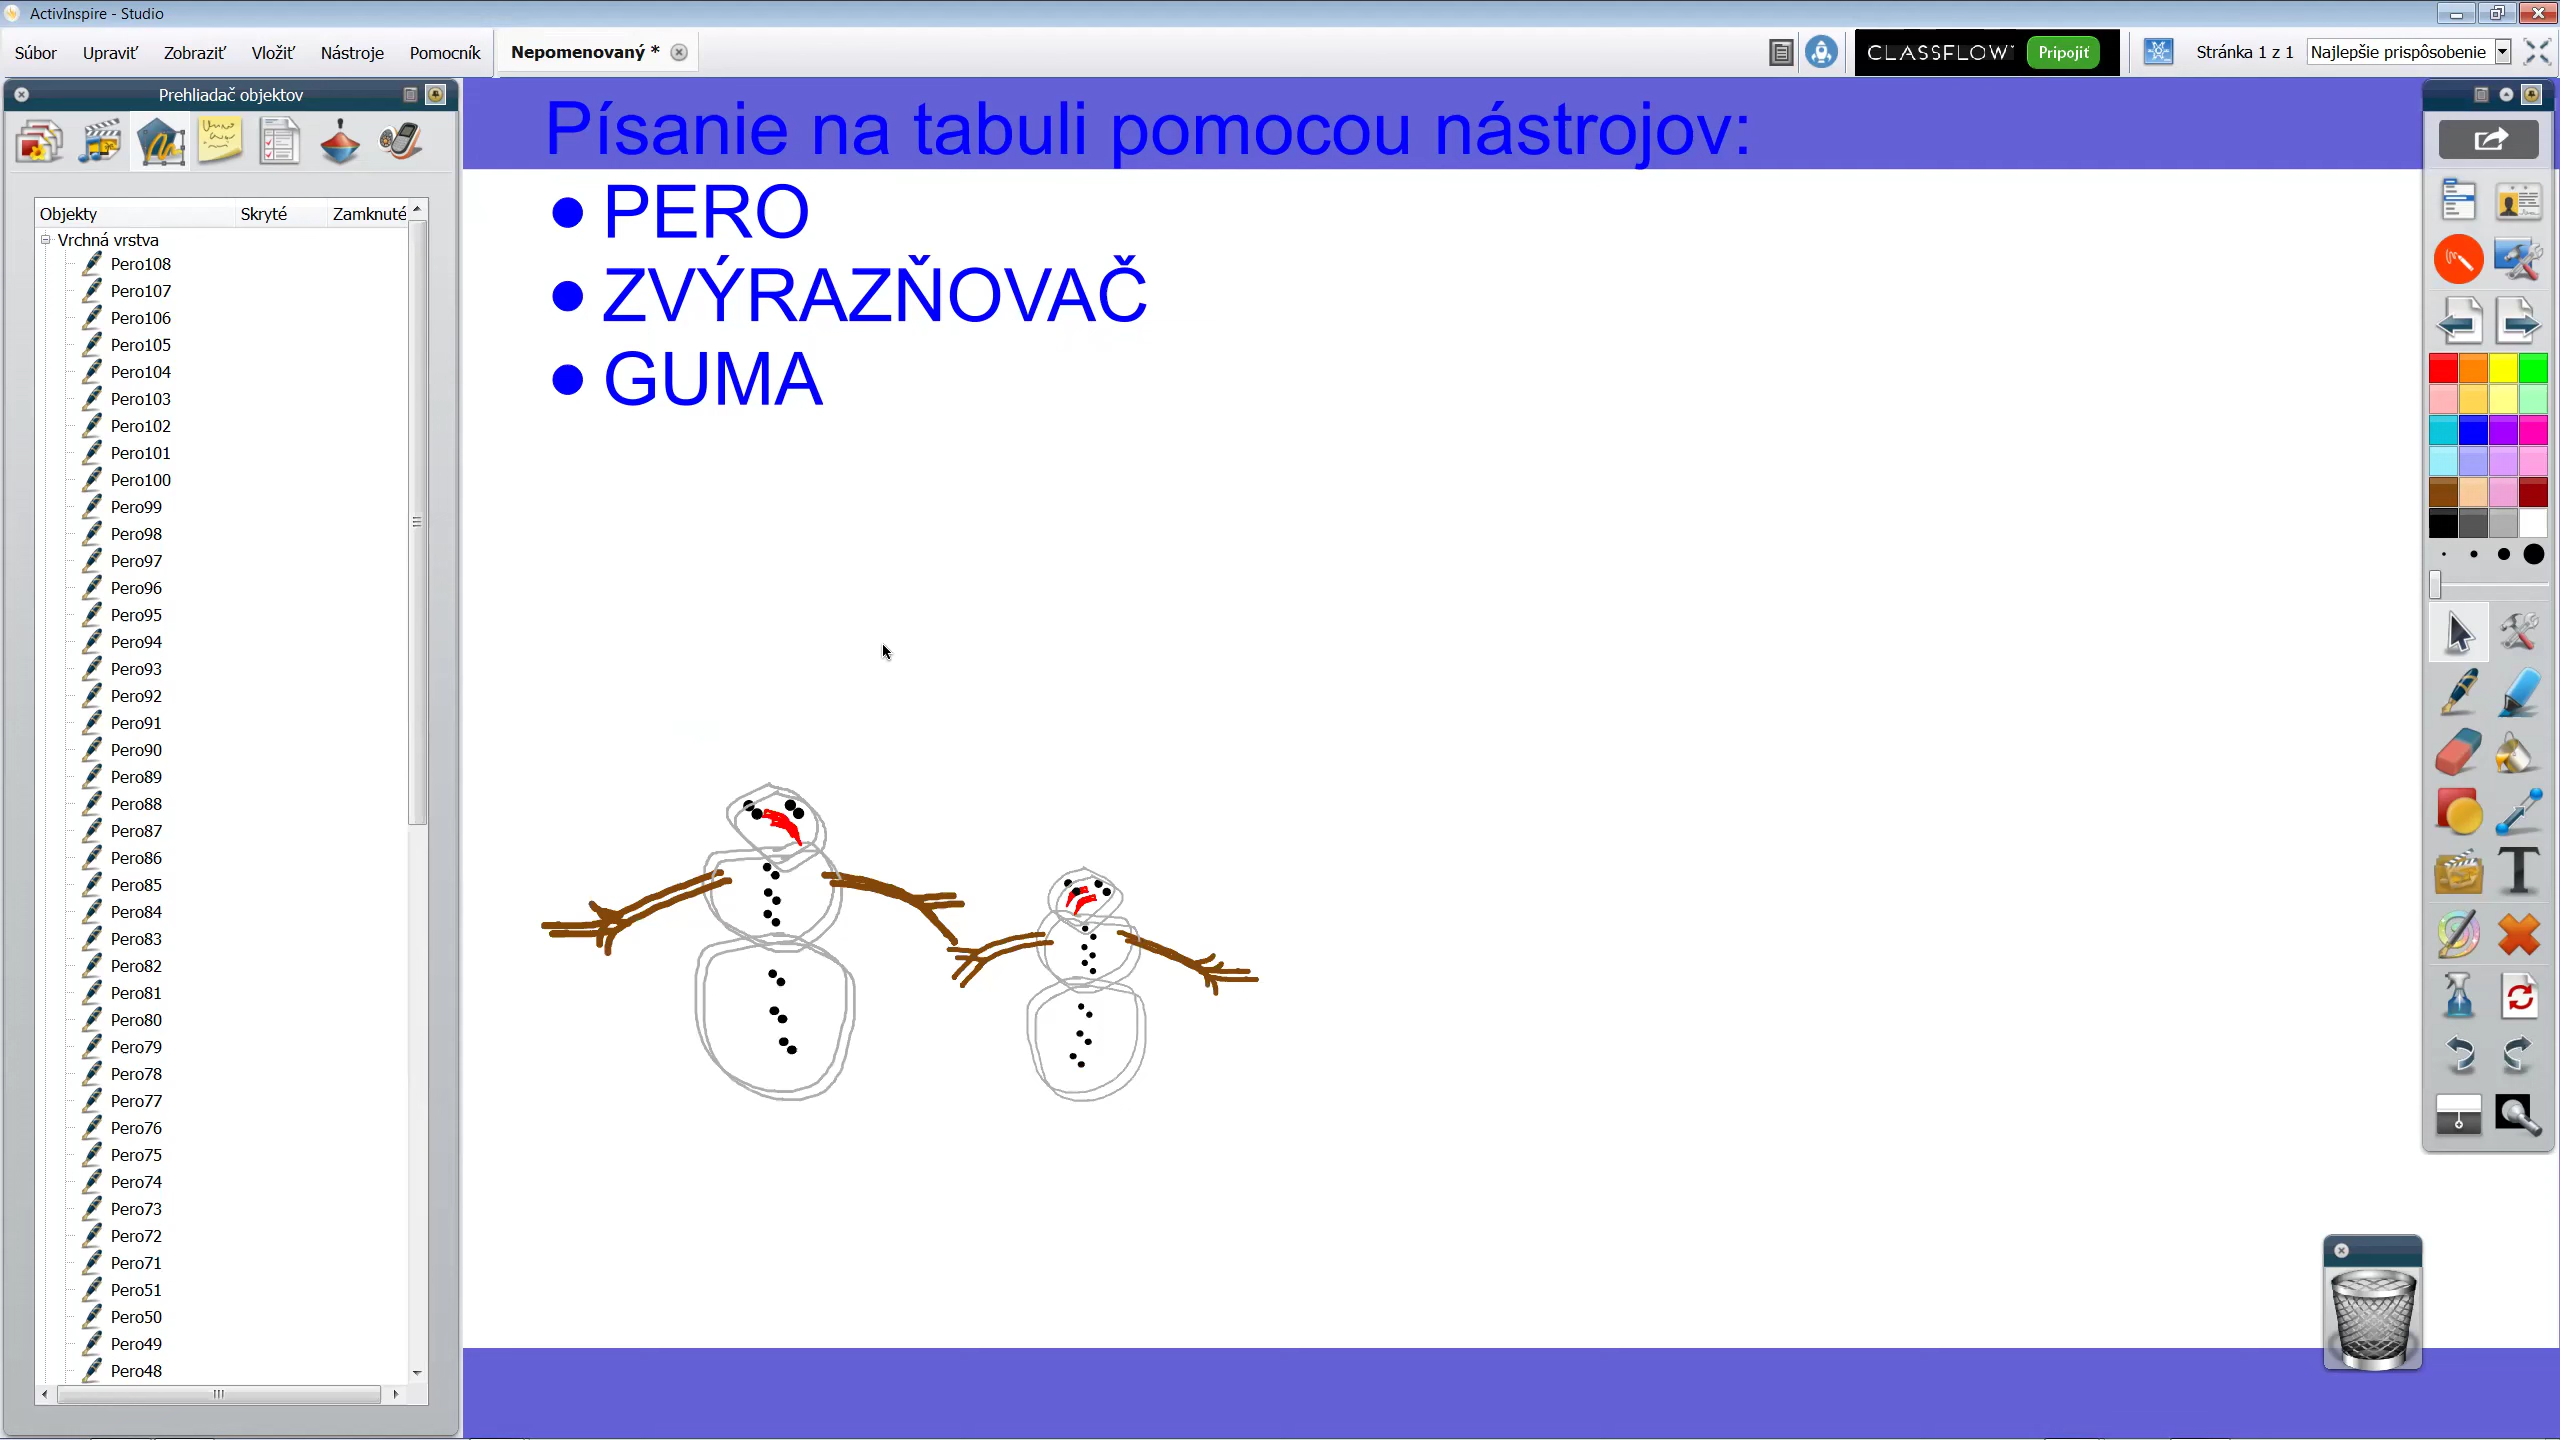 ActivInspire - Studio
Súbor Upraviť Zobraziť Vložiť Nástroje Pomocník Nepomenovaný * CLASSFLOW Pripojiť Stránka 1 z 1 Najlepšie prispôsobenie
Prehliadač objektov
Objekty Skryté Zamknuté
Vrchná vrstva
Pero108
Pero107
Pero106
Pero105
Pero104
Pero103
Pero102
Pero101
Pero100
Pero99
Pero98
Pero97
Pero96
Pero95
Pero94
Pero93
Pero92
Pero91
Pero90
Pero89
Pero88
Pero87
Pero86
Pero85
Pero84
Pero83
Pero82
Pero81
Pero80
Pero79
Pero78
Pero77
Pero76
Pero75
Pero74
Pero73
Pero72
Pero71
Pero51
Pero50
Pero49
Pero48
Písanie na tabuli pomocou nástrojov:
● PERO
● ZVÝRAZŇOVAČ
● GUMA